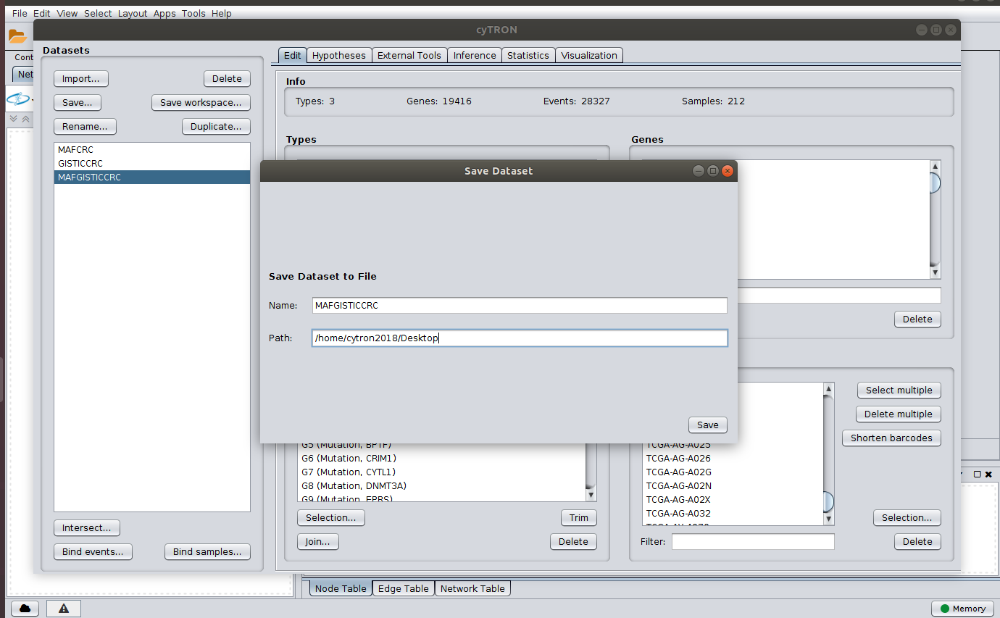 File Edit View Select Layout Apps Tools Help
cyTRON
Cont
Net
Datasets
Import... Delete
Save... Save workspace...
Rename... Duplicate...
MAFCRC
GISTICCRC
MAFGISTICCRC
Intersect...
Bind events... Bind samples...
Edit Hypotheses External Tools Inference Statistics Visualization
Info
Types: 3 Genes: 19416 Events: 28327 Samples: 212
Types Genes
Save Dataset
Save Dataset to File
Name: MAFGISTICCRC
Path: /home/cytron2018/Desktop
Save
Delete
G5 (Mutation, BPTF)
G6 (Mutation, CRIM1)
G7 (Mutation, CYTL1)
G8 (Mutation, DNMT3A)
G9 (Mutation, EPRS)
Selection... Trim
Join... Delete
TCGA-AG-A025
TCGA-AG-A026
TCGA-AG-A02G
TCGA-AG-A02N
TCGA-AG-A02X
TCGA-AG-A032
Select multiple
Delete multiple
Shorten barcodes
Selection...
Filter: Delete
Node Table Edge Table Network Table
Memory